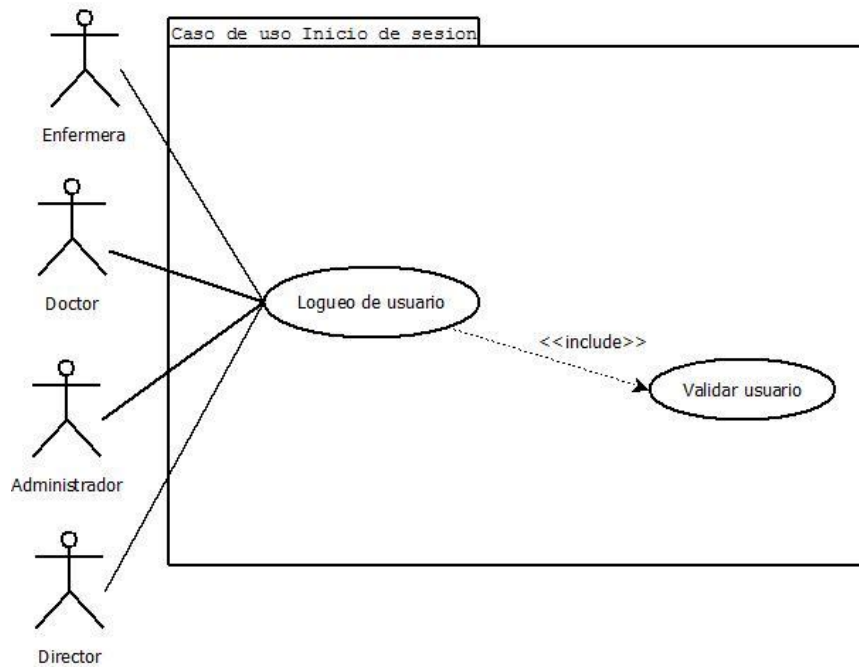 Caso de uso Inicio de sesion
Enfermera
Doctor
Logueo de usuario
<<include>>
Validar usuario
Administrador
Director